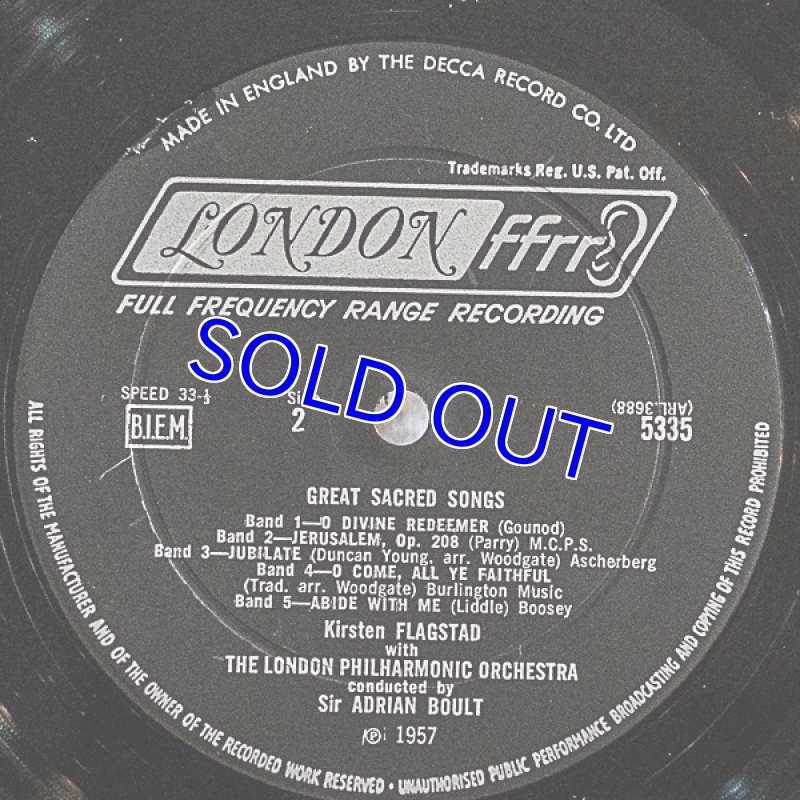 MADE IN ENGLAND BY THE DECCA RECORD CO. LTD
Trademarks Reg. U.S. Pat. Off.
LONDON ffrr
FULL FREQUENCY RANGE RECORDING
SOLD OUT
SPEED 33-⅓
B.I.E.M.
2
(ARL.3688)
5335
GREAT SACRED SONGS
Band 1—O DIVINE REDEEMER (Gounod)
Band 2—JERUSALEM, Op. 208 (Parry) M.C.P.S.
Band 3—JUBILATE (Duncan Young, arr. Woodgate) Ascherberg
Band 4—O COME, ALL YE FAITHFUL
(Trad. arr. Woodgate) Burlington Music
Band 5—ABIDE WITH ME (Liddle) Boosey
Kirsten FLAGSTAD
with
THE LONDON PHILHARMONIC ORCHESTRA
conducted by
Sir ADRIAN BOULT
℗ 1957
ALL RIGHTS OF THE MANUFACTURER AND OF THE OWNER OF THE RECORDED WORK RESERVED • UNAUTHORISED PUBLIC PERFORMANCE BROADCASTING AND COPYING OF THIS RECORD PROHIBITED